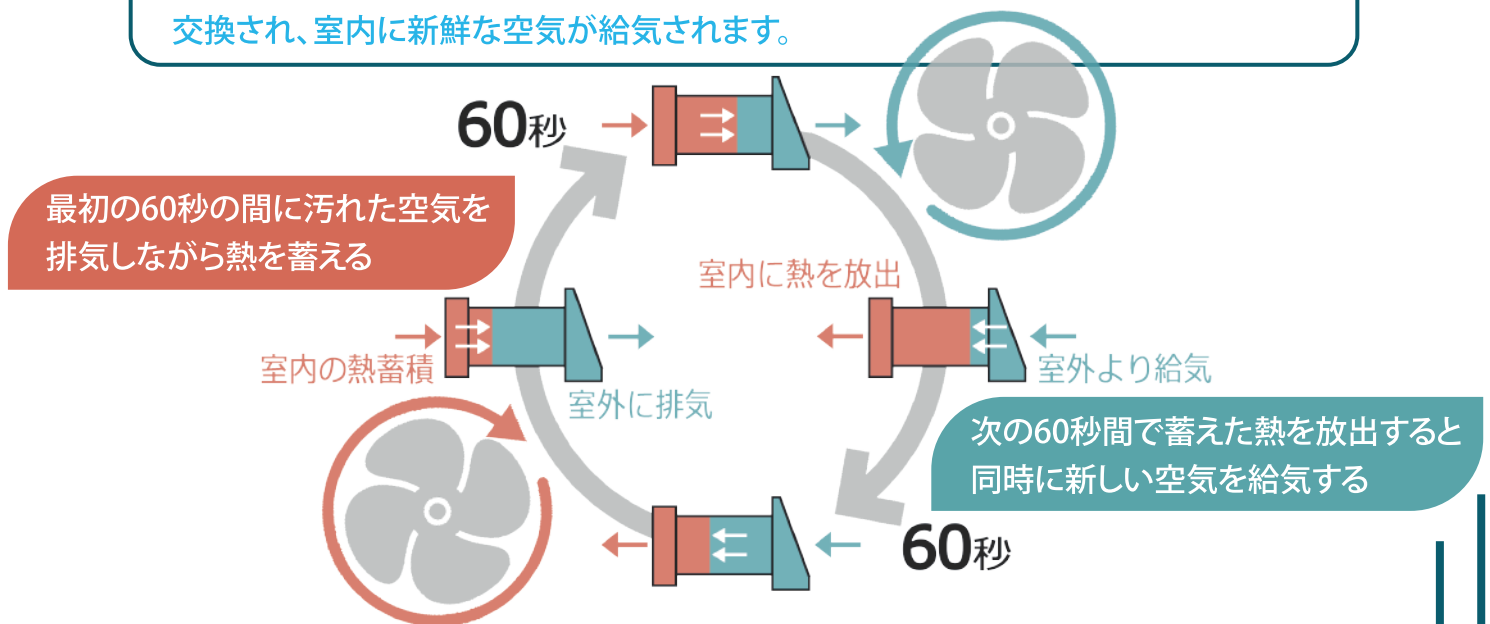 交換され、室内に新鮮な空気が給気されます。
60秒
最初の60秒の間に汚れた空気を
排気しながら熱を蓄える
室内に熱を放出
室内の熱蓄積
室外より給気
室外に排気
次の60秒間で蓄えた熱を放出すると
同時に新しい空気を給気する
60秒